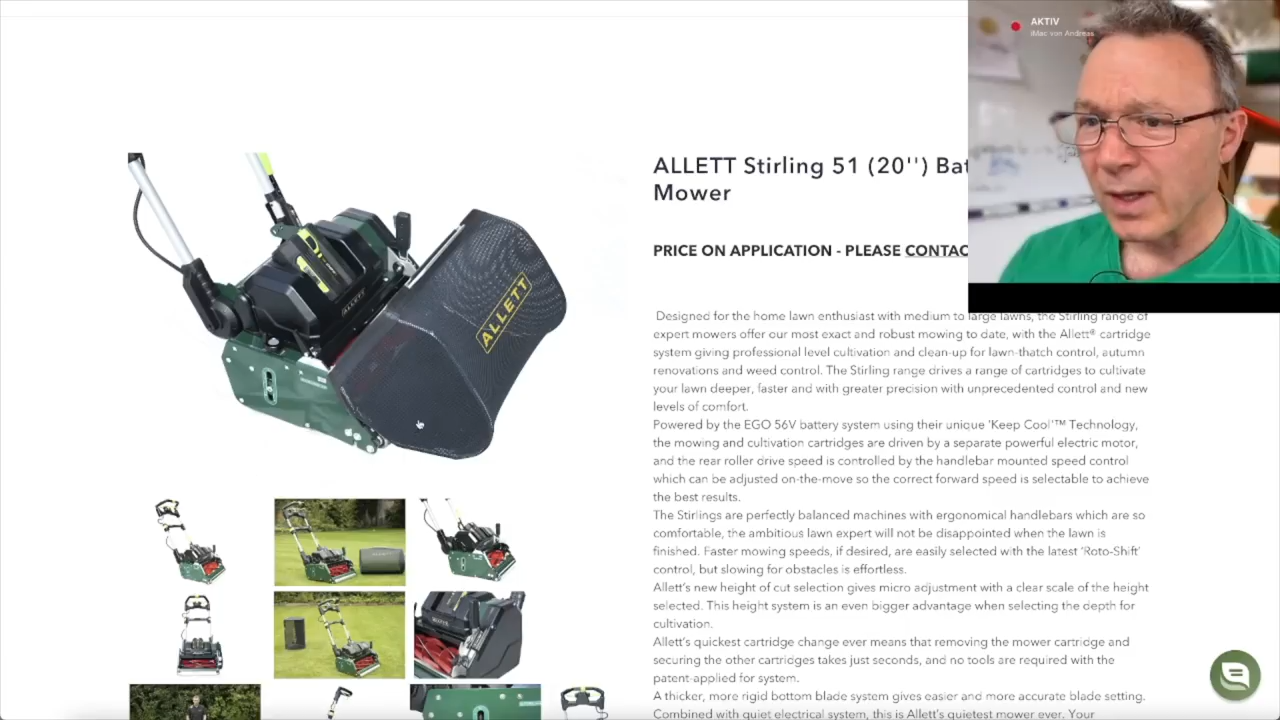 AKTIV
iMac von Andreas
ALLETT Stirling 51 (20'') Bat
Mower
PRICE ON APPLICATION - PLEASE CONTAC
ALLETT
Designed for the home lawn enthusiast with medium to large lawns, the Stirling range of
expert mowers offer our most exact and robust mowing to date, with the Allett® cartridge
system giving professional level cultivation and clean-up for lawn-thatch control, autumn
renovations and weed control. The Stirling range drives a range of cartridges to cultivate
your lawn deeper, faster and with greater precision with unprecedented control and new
levels of comfort.
Powered by the EGO 56V battery system using their unique 'Keep Cool'™ Technology,
the mowing and cultivation cartridges are driven by a separate powerful electric motor,
and the rear roller drive speed is controlled by the handlebar mounted speed control
which can be adjusted on-the-move so the correct forward speed is selectable to achieve
the best results.
The Stirlings are perfectly balanced machines with ergonomical handlebars which are so
comfortable, the ambitious lawn expert will not be disappointed when the lawn is
finished. Faster mowing speeds, if desired, are easily selected with the latest 'Roto-Shift'
control, but slowing for obstacles is effortless.
Allett's new height of cut selection gives micro adjustment with a clear scale of the height
selected. This height system is an even bigger advantage when selecting the depth for
cultivation.
Allett's quickest cartridge change ever means that removing the mower cartridge and
securing the other cartridges takes just seconds, and no tools are required with the
patent-applied for system.
A thicker, more rigid bottom blade system gives easier and more accurate blade setting.
Combined with quiet electrical system, this is Allett's quietest mower ever. Your